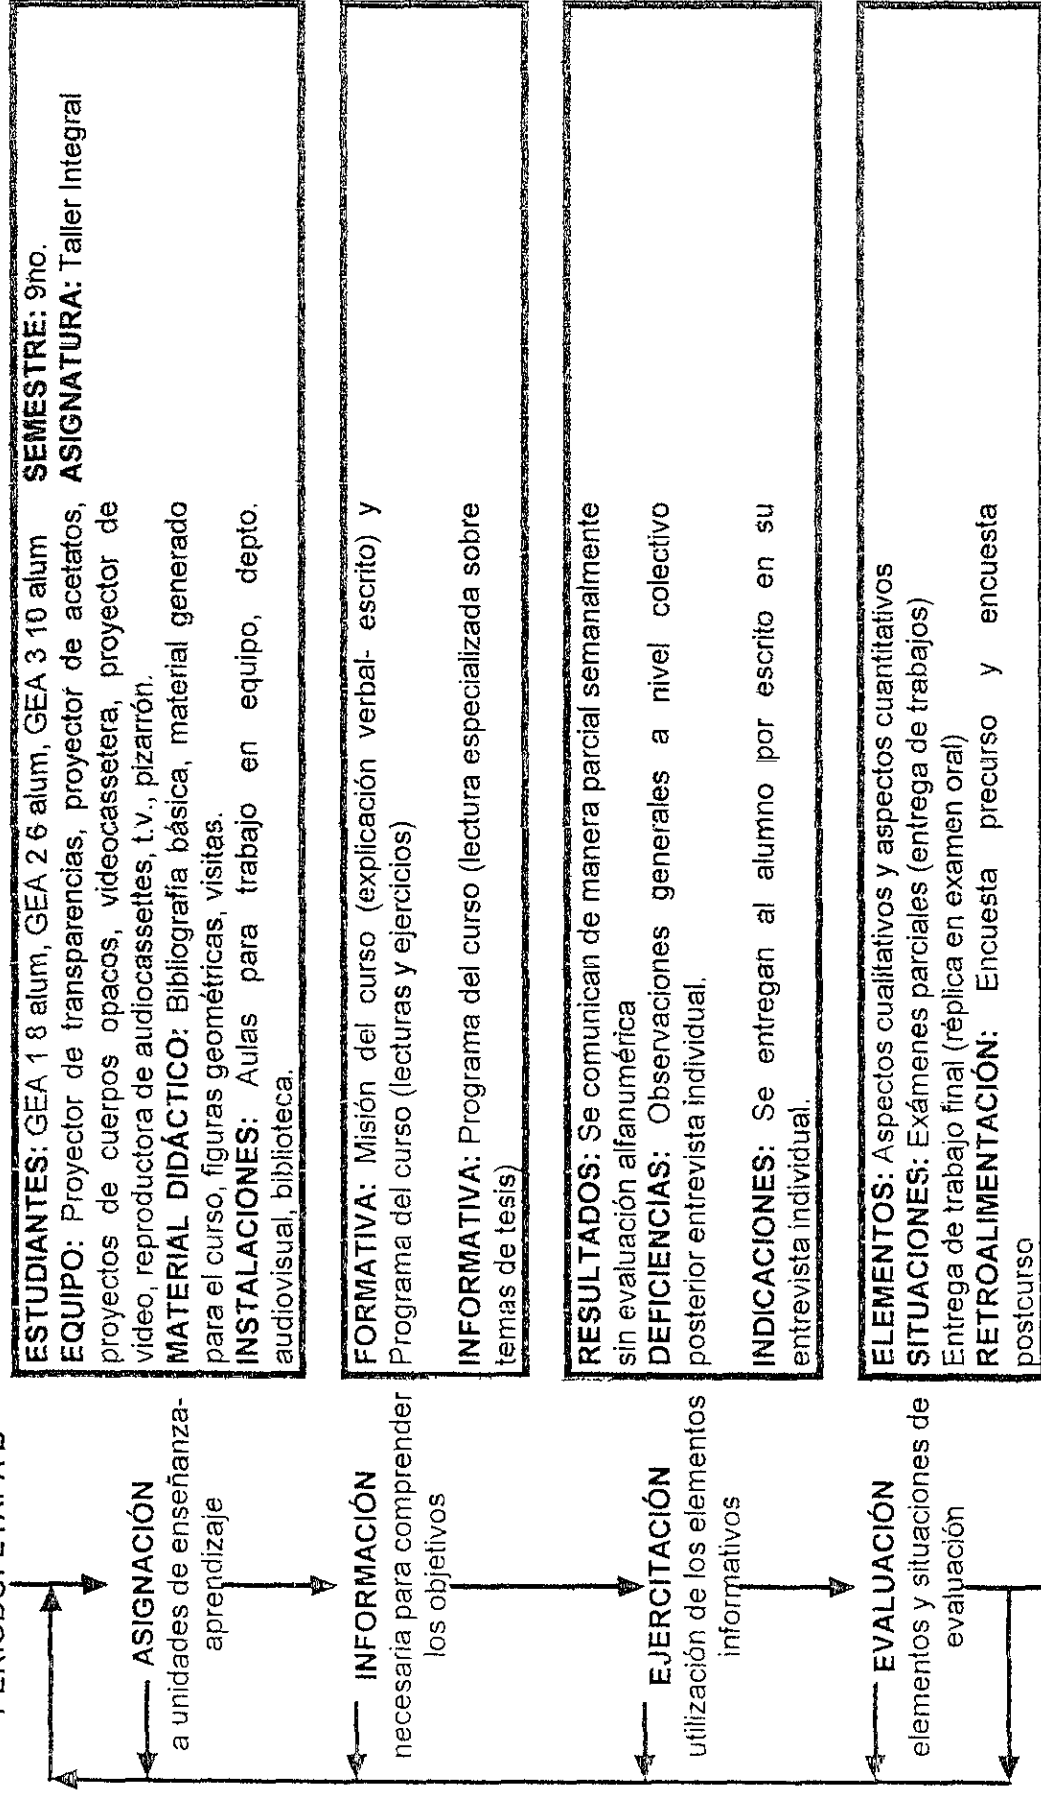 ASIGNACIÓN
a unidades de enseñanza-
aprendizaje
ESTUDIANTES: GEA 1 8 alum, GEA 2 6 alum, GEA 3 10 alum SEMESTRE: 9no.
EQUIPO: Proyector de transparencias, proyector de acetatos, ASIGNATURA: Taller Integral
proyectos de cuerpos opacos, videocassetera, proyector de
video, reproductora de audiocassettes, t.v., pizarrón.
MATERIAL DIDÁCTICO: Bibliografía básica, material generado
para el curso, figuras geométricas, visitas.
INSTALACIONES: Aulas para trabajo en equipo, depto.
audiovisual, biblioteca.
INFORMACIÓN
necesaria para comprender
los objetivos
FORMATIVA: Misión del curso (explicación verbal- escrito) y
Programa del curso (lecturas y ejercicios)
INFORMATIVA: Programa del curso (lectura especializada sobre
temas de tesis)
EJERCITACIÓN
utilización de los elementos
informativos
RESULTADOS: Se comunican de manera parcial semanalmente
sin evaluación alfanumérica
DEFICIENCIAS: Observaciones generales a nivel colectivo
posterior entrevista individual.
INDICACIONES: Se entregan al alumno por escrito en su
entrevista individual.
EVALUACIÓN
elementos y situaciones de
evaluación
ELEMENTOS: Aspectos cualitativos y aspectos cuantitativos
SITUACIONES: Exámenes parciales (entrega de trabajos)
Entrega de trabajo final (réplica en examen oral)
RETROALIMENTACIÓN: Encuesta precurso y encuesta
postcurso